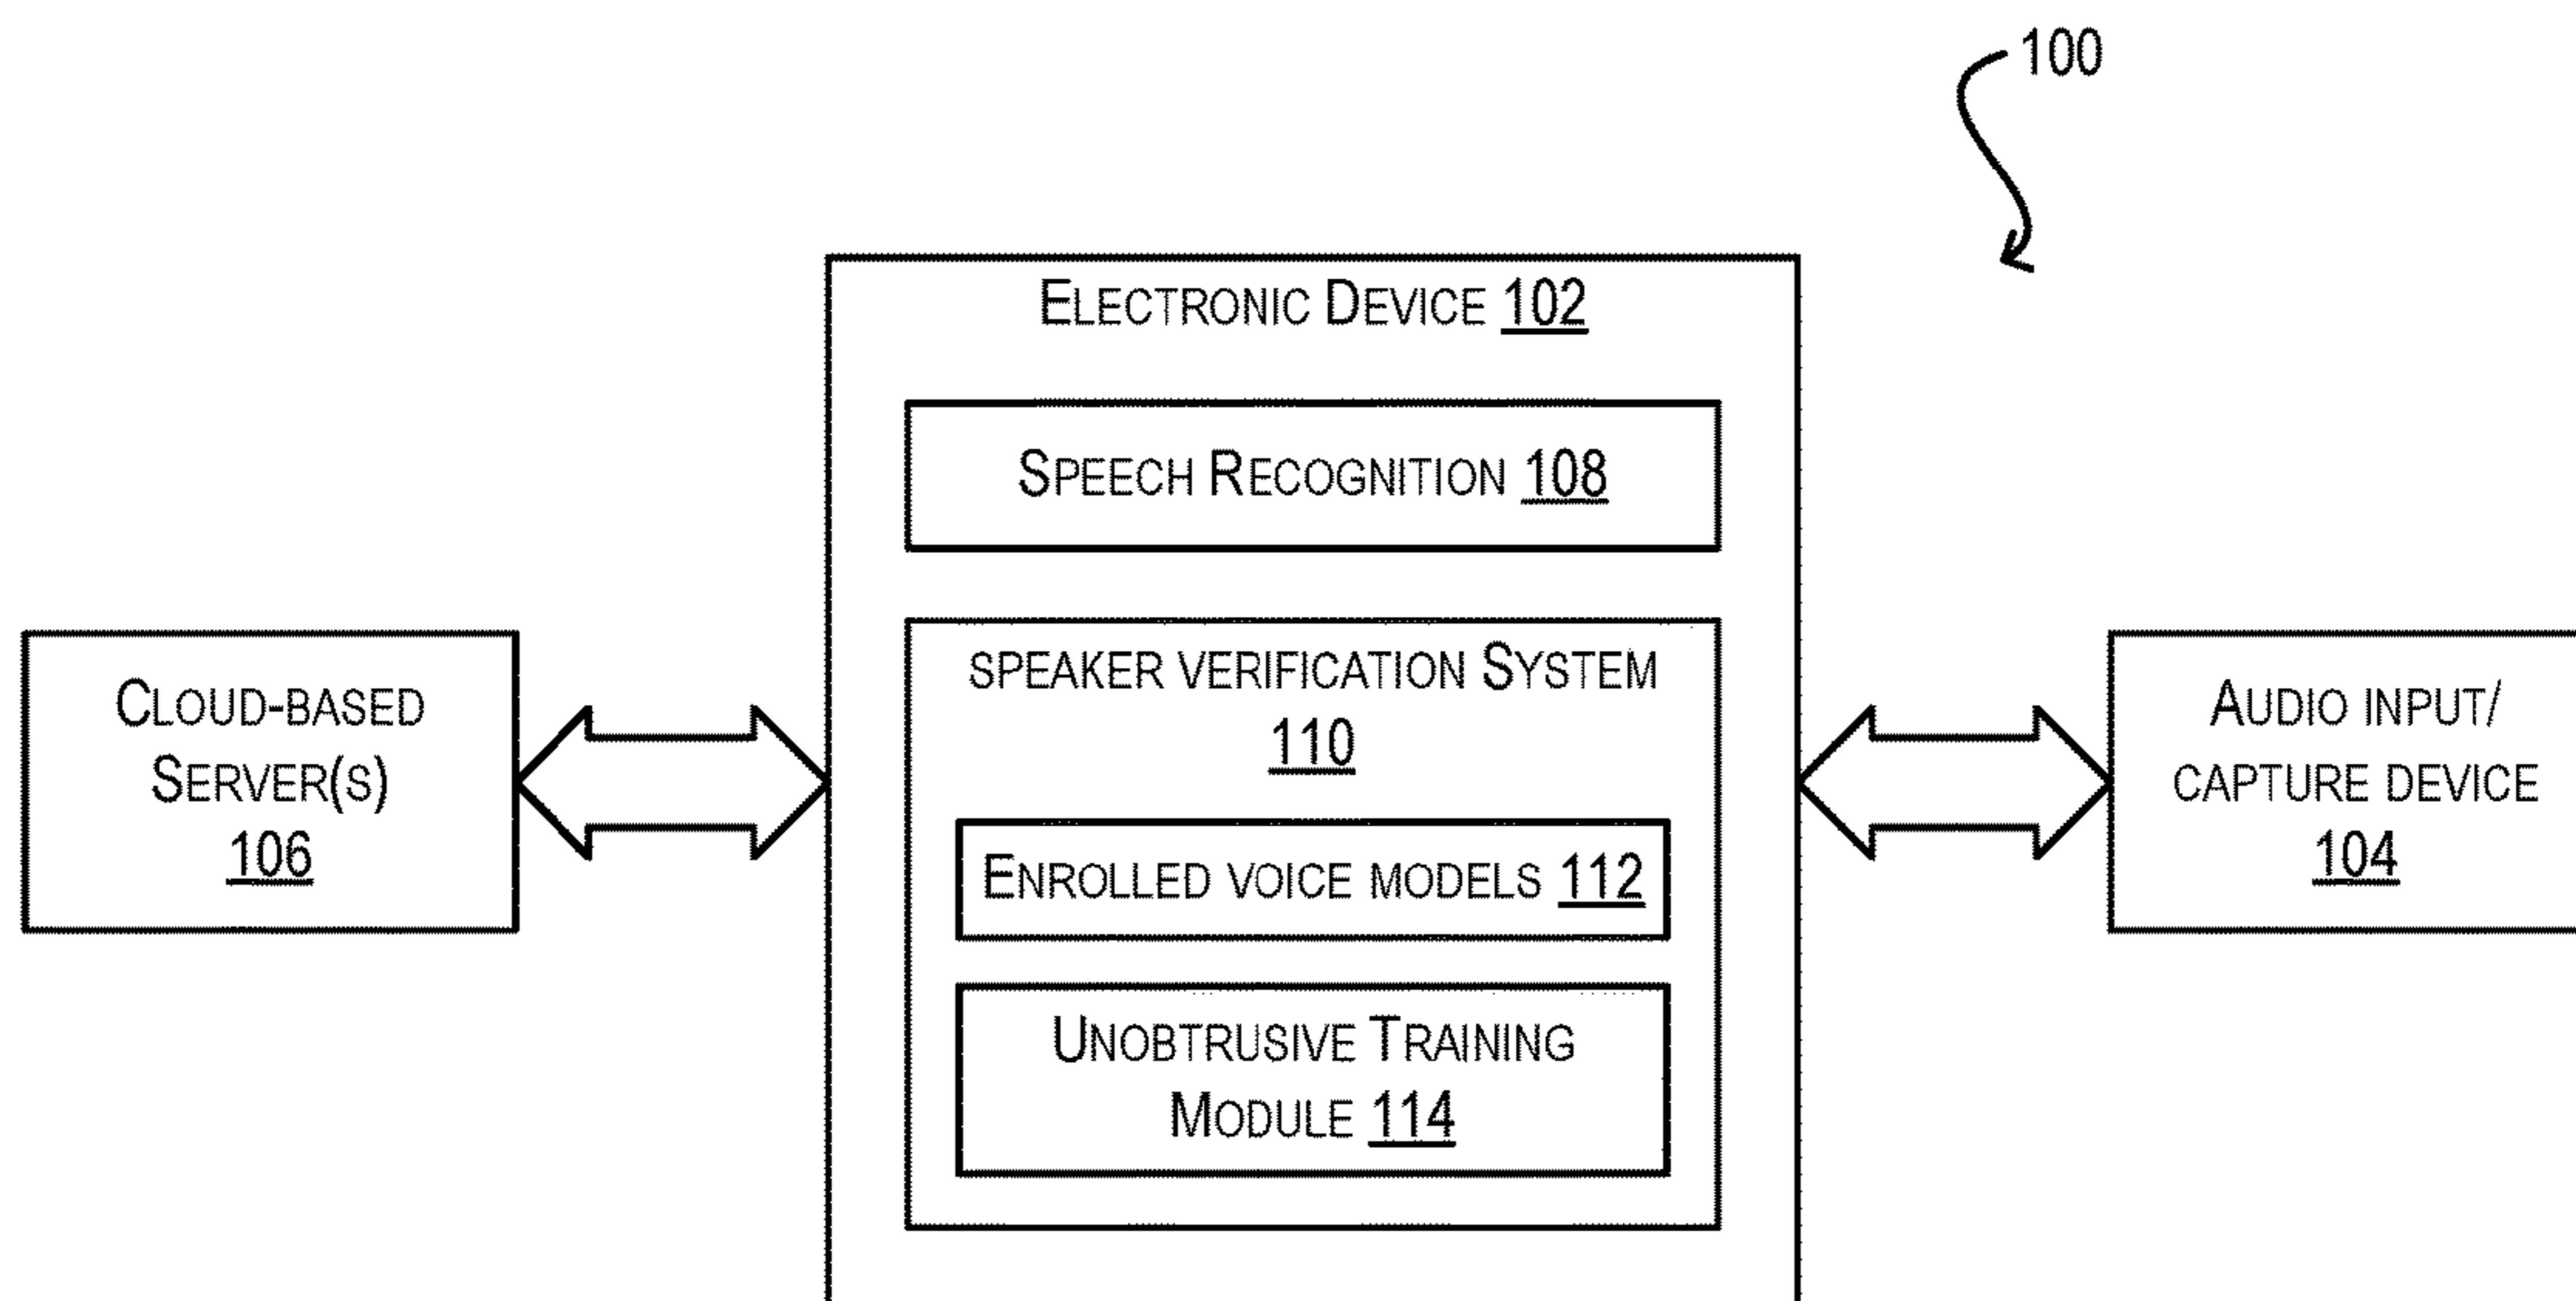 100
Electronic Device 102
Speech Recognition 108
speaker verification System
110
Enrolled voice models 112
Unobtrusive Training
Module 114
Cloud-based
Server(s)
106
Audio input/
capture device
104